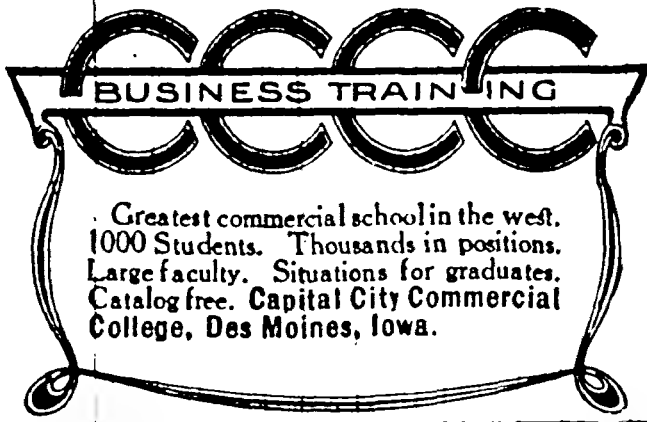 CCCC
BUSINESS TRAINING
Greatest commercial school in the west.
1000 Students. Thousands in positions.
Large faculty. Situations for graduates.
Catalog free. Capital City Commercial
College, Des Moines, Iowa.